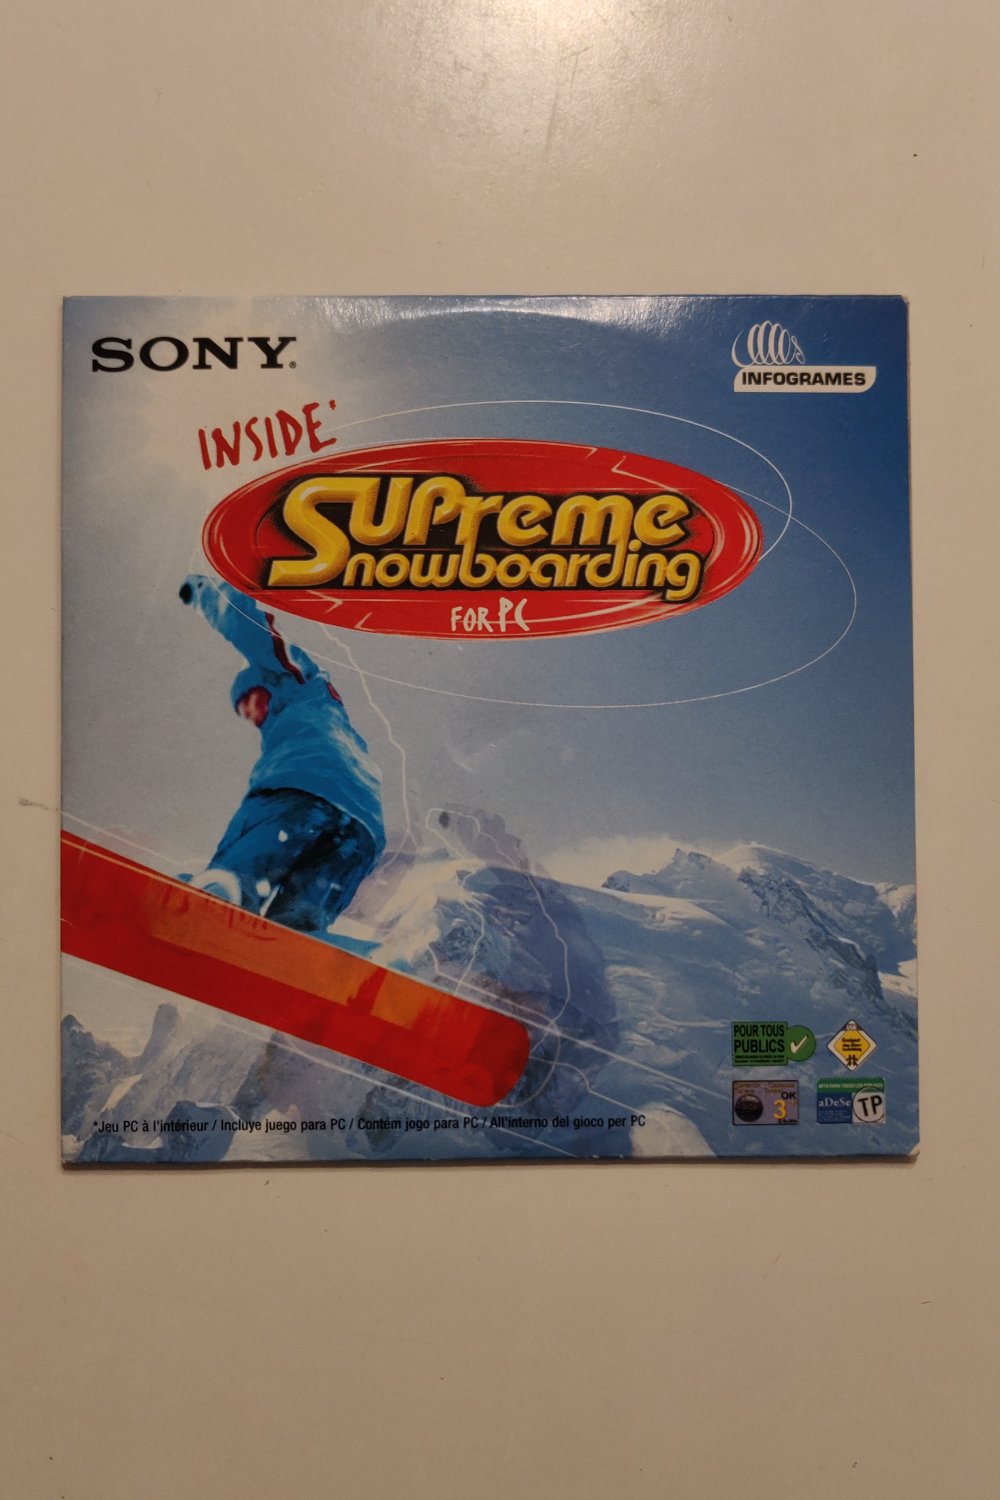 SONY®
INFOGRAMES
INSIDE*
SUPreme
Snowboarding
FOR PC
POUR TOUS
PUBLICS
OK
3
aDeSe
TP
*Jeu PC à l'intérieur / Incluye juego para PC / Contém jogo para PC / All'interno del gioco per PC